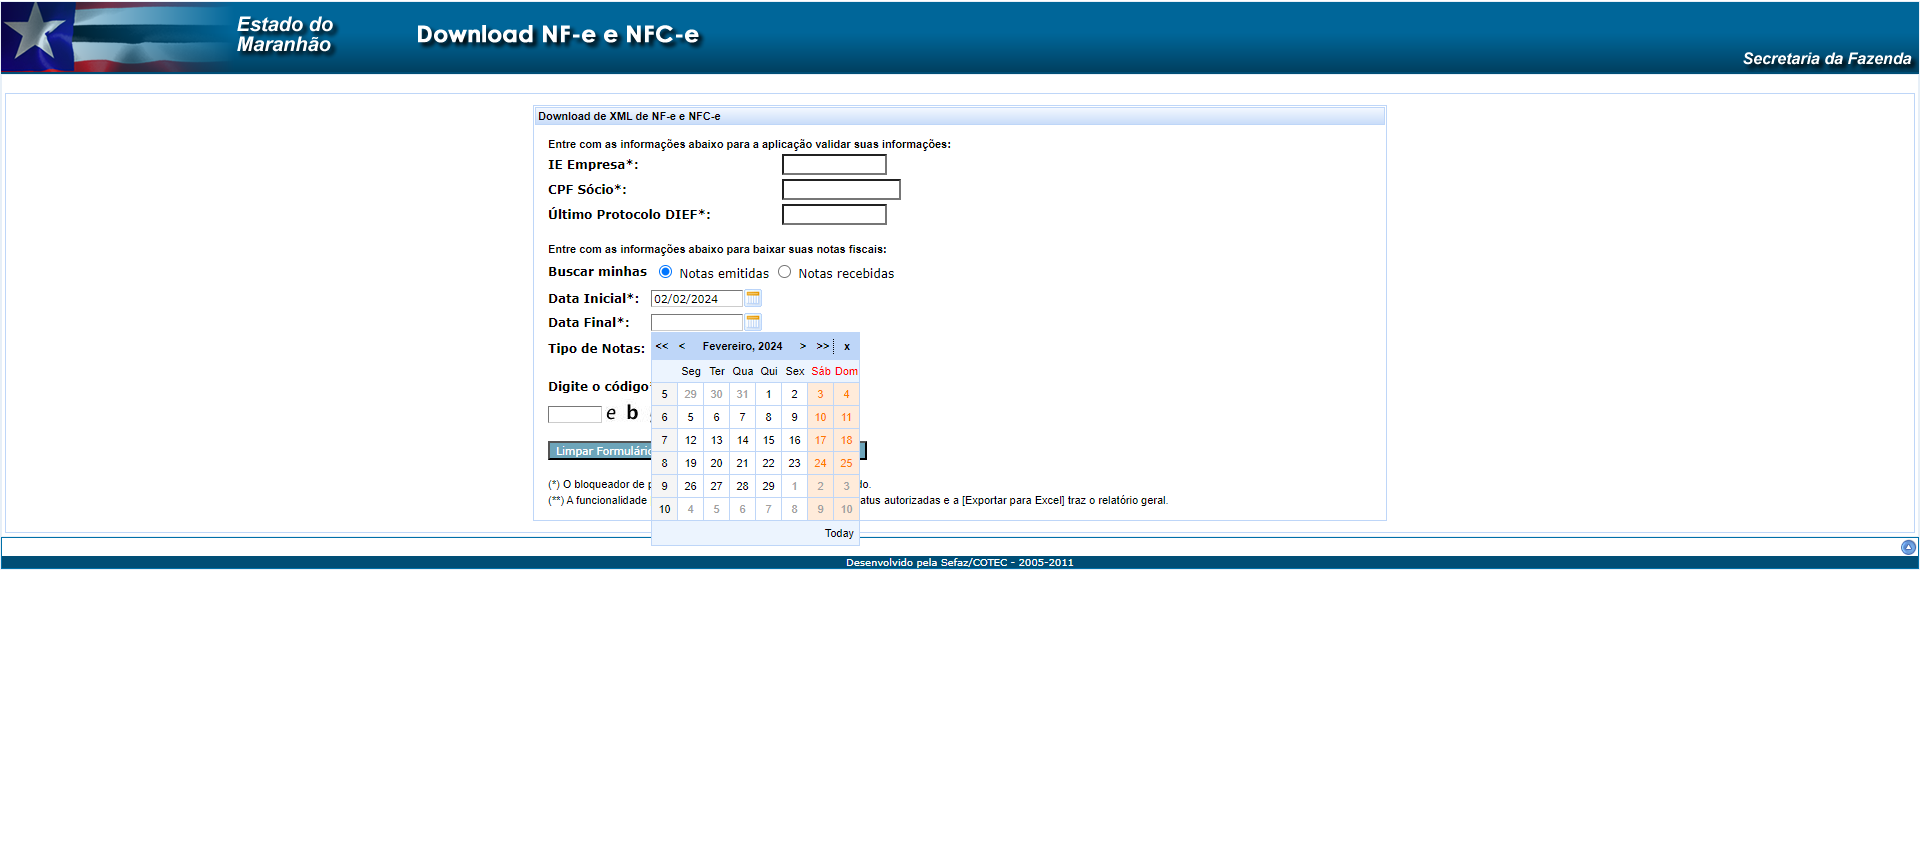 Estado do
Maranhão
Download NF-e e NFC-e
Secretaria da Fazenda
Download de XML de NF-e e NFC-e
Entre com as informações abaixo para a aplicação validar suas informações:
IE Empresa*:
CPF Sócio*:
Último Protocolo DIEF*:
Entre com as informações abaixo para baixar suas notas fiscais:
Buscar minhas Notas emitidas Notas recebidas
Data Inicial*: 02/02/2024
Data Final*:
Tipo de Notas:
<< < Fevereiro, 2024 > >> x
Seg Ter Qua Qui Sex Sáb Dom
5 29 30 31 1 2 3 4
6 5 6 7 8 9 10 11
7 12 13 14 15 16 17 18
8 19 20 21 22 23 24 25
9 26 27 28 29 1 2 3
10 4 5 6 7 8 9 10
Today
Digite o código
e b
Limpar Formulário
(*) O bloqueador de
(**) A funcionalidade atus autorizadas e a [Exportar para Excel] traz o relatório geral.
Desenvolvido pela Sefaz/COTEC - 2005-2011